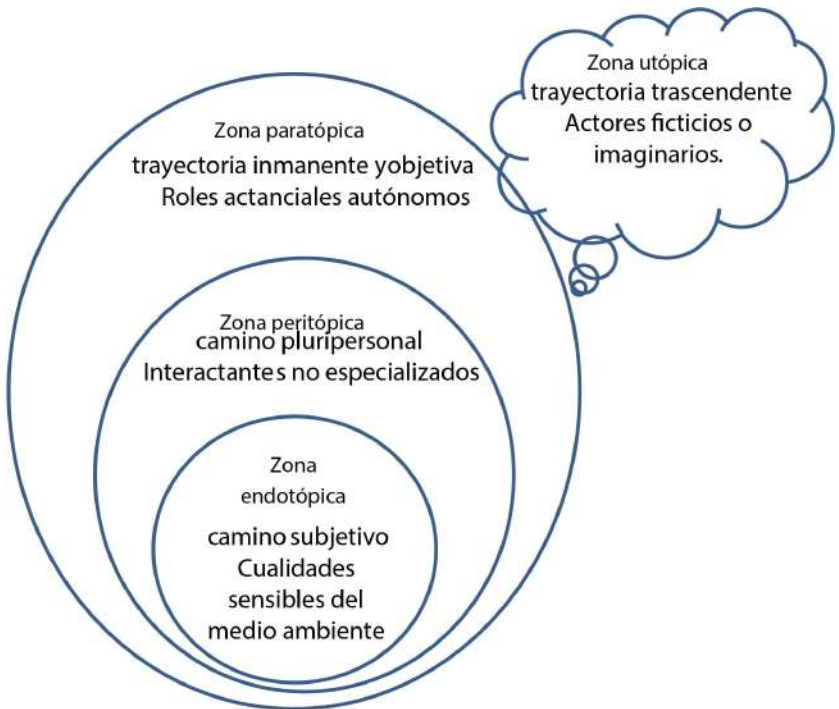 Zona utópica
trayectoria trascendente
Actores ficticios o
imaginarios.
Zona paratópica
trayectoria inmanente yobjetiva
Roles actanciales autónomos
Zona peritópica
camino pluripersonal
Interactantes no especializados
Zona
endotópica
camino subjetivo
Cualidades
sensibles del
medio ambiente